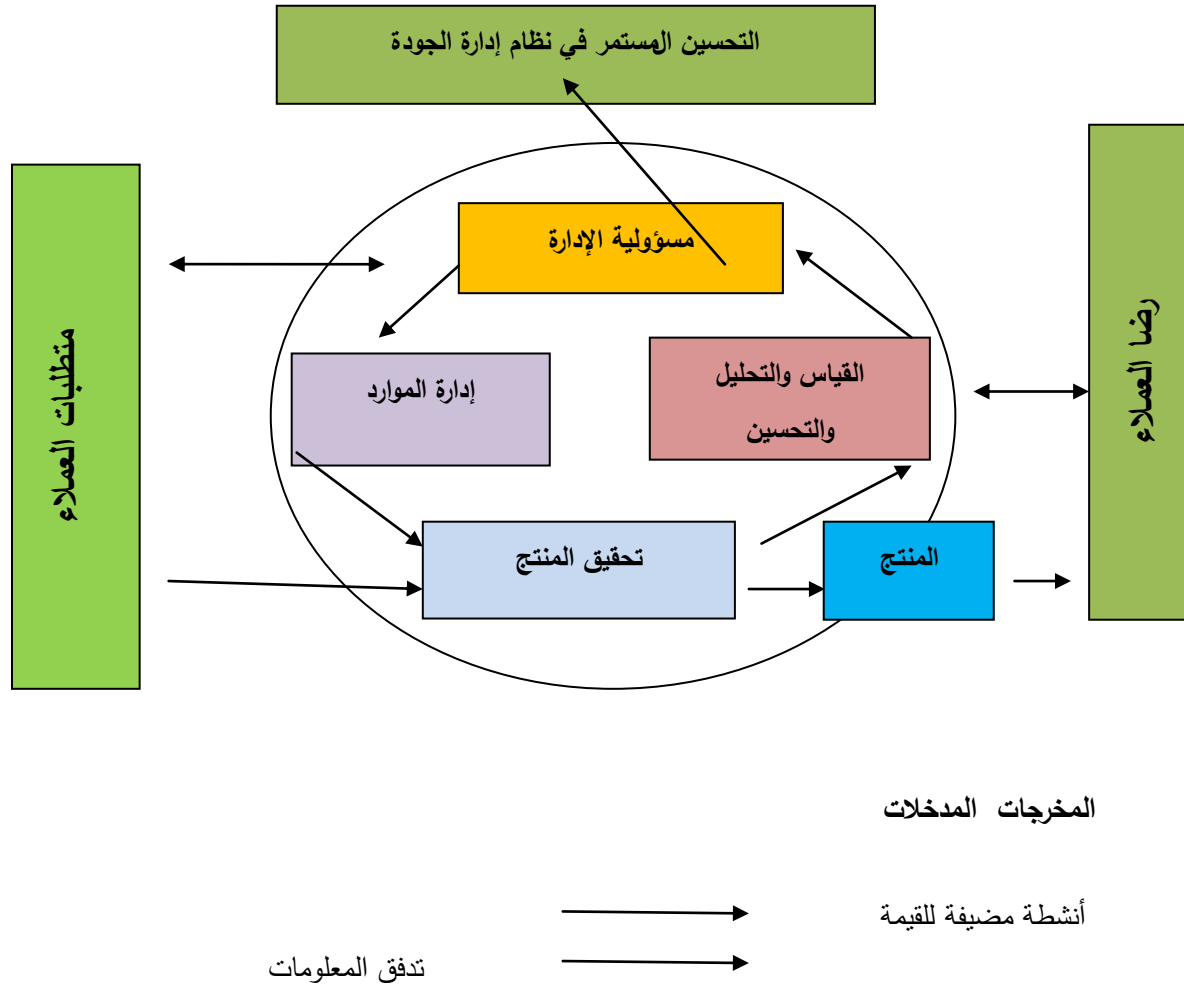 التحسين المستمر في نظام إدارة الجودة
مسؤولية الإدارة
رضا العملاء
القياس والتحليل
والتحسين
إدارة الموارد
متطلبات العملاء
المنتج
تحقيق المنتج
المخرجات المدخلات
أنشطة مضيفة للقيمة
تدفق المعلومات